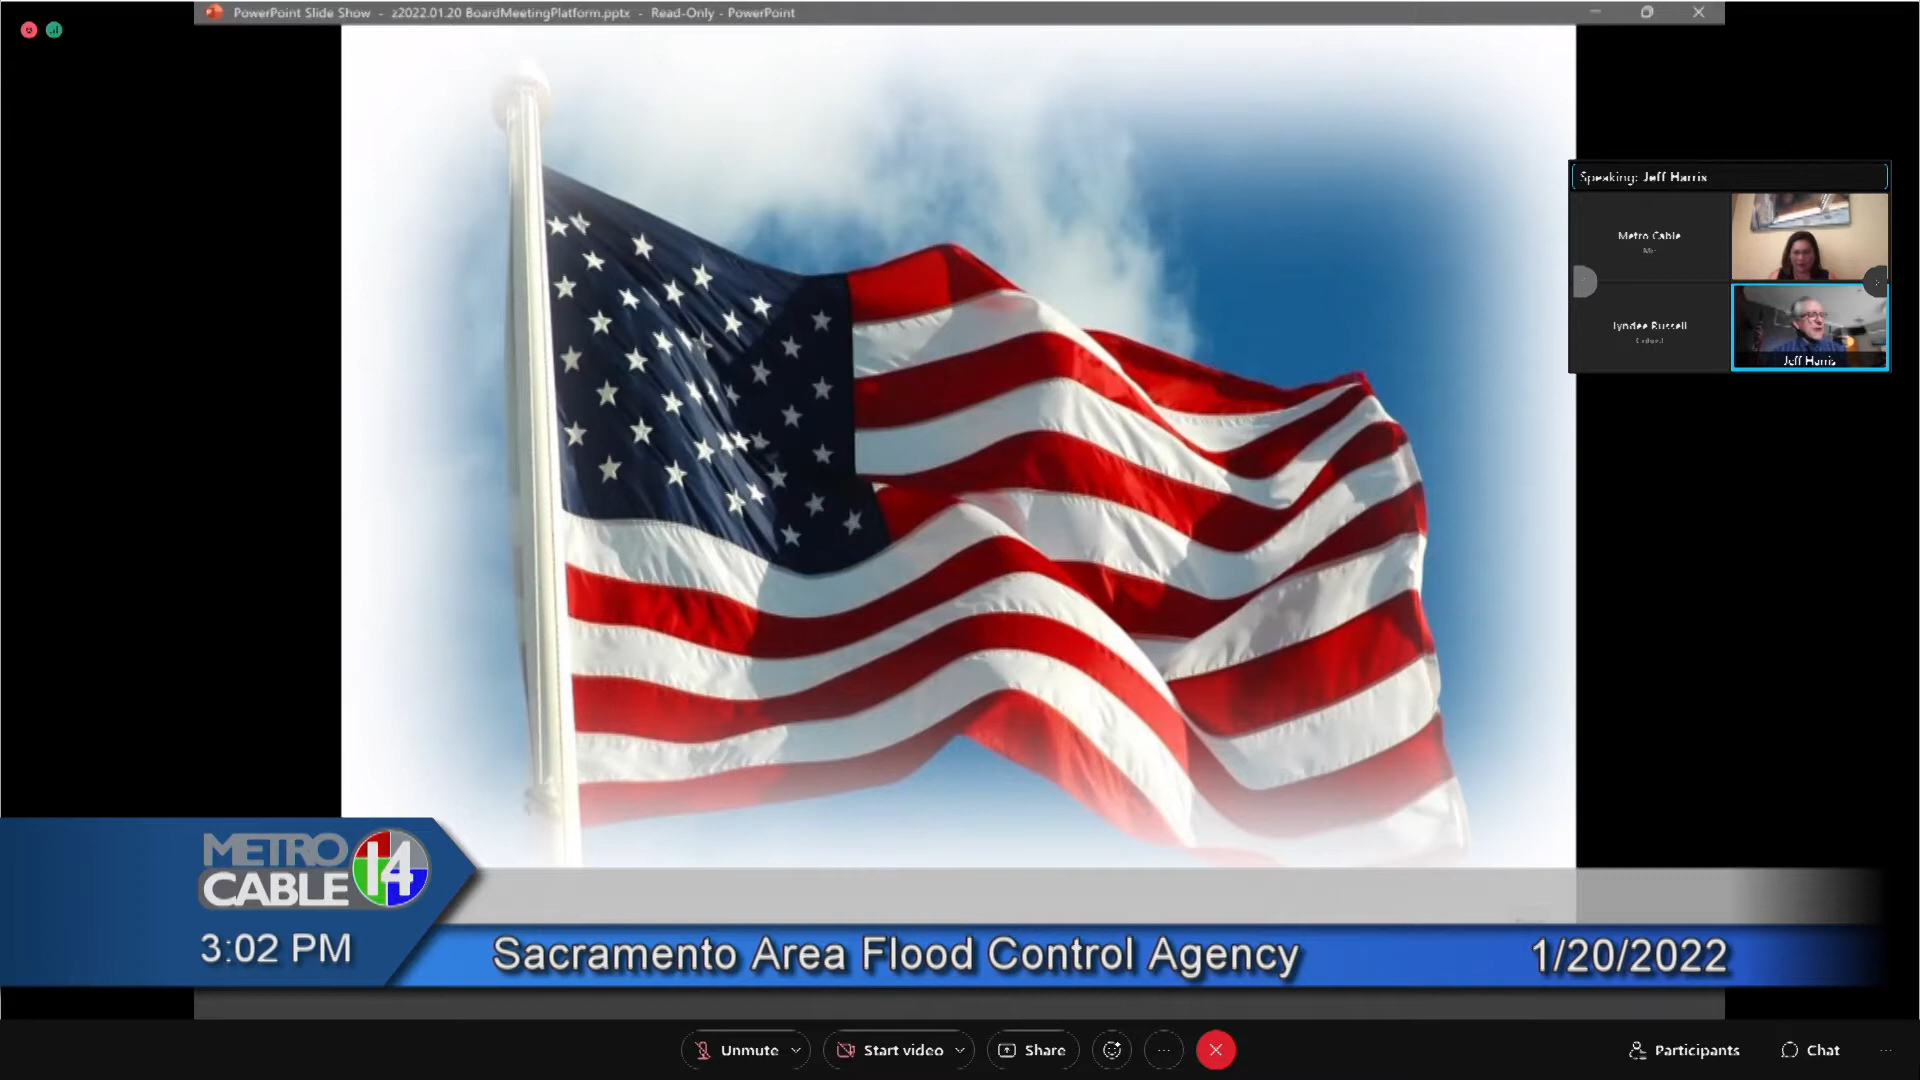 PowerPoint Slide Show - z2022.01.20 BoardMeetingPlatform.pptx - Read-Only - PowerPoint
Speaking: Jeff Harris
Metro Cable
Lyndee Russell
Jeff Harris
METRO
CABLE 14
3:02 PM
Sacramento Area Flood Control Agency
1/20/2022
Unmute
Start video
Share
Participants
Chat